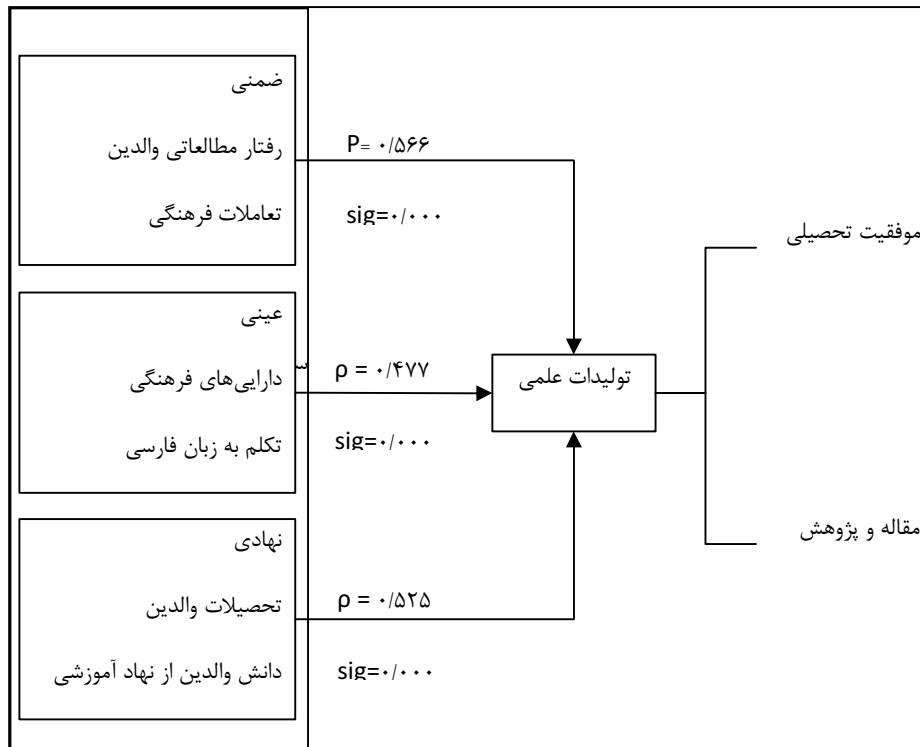 ضمنی
رفتار مطالعاتی والدین
تعاملات فرهنگی
P= ۰/۵۶۶
sig=۰/۰۰۰
عینی
دارایی‌های فرهنگی
تکلم به زبان فارسی
ρ = ۰/۴۷۷
sig=۰/۰۰۰
نهادی
تحصیلات والدین
دانش والدین از نهاد آموزشی
ρ = ۰/۵۲۵
sig=۰/۰۰۰
تولیدات علمی
موفقیت تحصیلی
مقاله و پژوهش